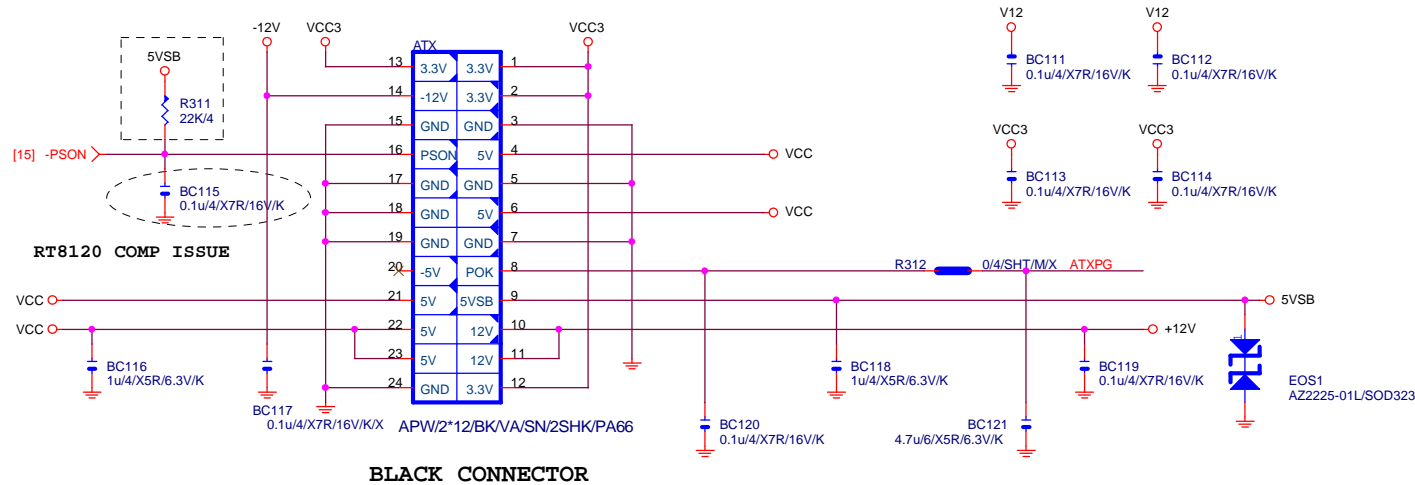 -12V
VCC3
VCC3
V12
V12
5VSB
ATX
R311
22K/4
BC111
0.1u/4/X7R/16V/K
BC112
0.1u/4/X7R/16V/K
13 3.3V 3.3V 1
14 -12V 3.3V 2
15 GND GND 3
[15] -PSON 16 PSON 5V 4 VCC
17 GND GND 5
18 GND 5V 6 VCC
19 GND GND 7
20 -5V POK 8
VCC 21 5V 5VSB 9 5VSB
VCC 22 5V 12V 10 +12V
23 5V 12V 11
24 GND 3.3V 12
VCC3
VCC3
BC113
0.1u/4/X7R/16V/K
BC114
0.1u/4/X7R/16V/K
BC115
0.1u/4/X7R/16V/K
RT8120 COMP ISSUE
R312 0/4/SHT/M/X ATXPG
BC116
1u/4/X5R/6.3V/K
BC118
1u/4/X5R/6.3V/K
BC119
0.1u/4/X7R/16V/K
1
EOS1
AZ2225-01L/SOD323
BC117
0.1u/4/X7R/16V/K/X
APW/2*12/BK/VA/SN/2SHK/PA66
BC120
0.1u/4/X7R/16V/K
BC121
4.7u/6/X5R/6.3V/K
BLACK CONNECTOR